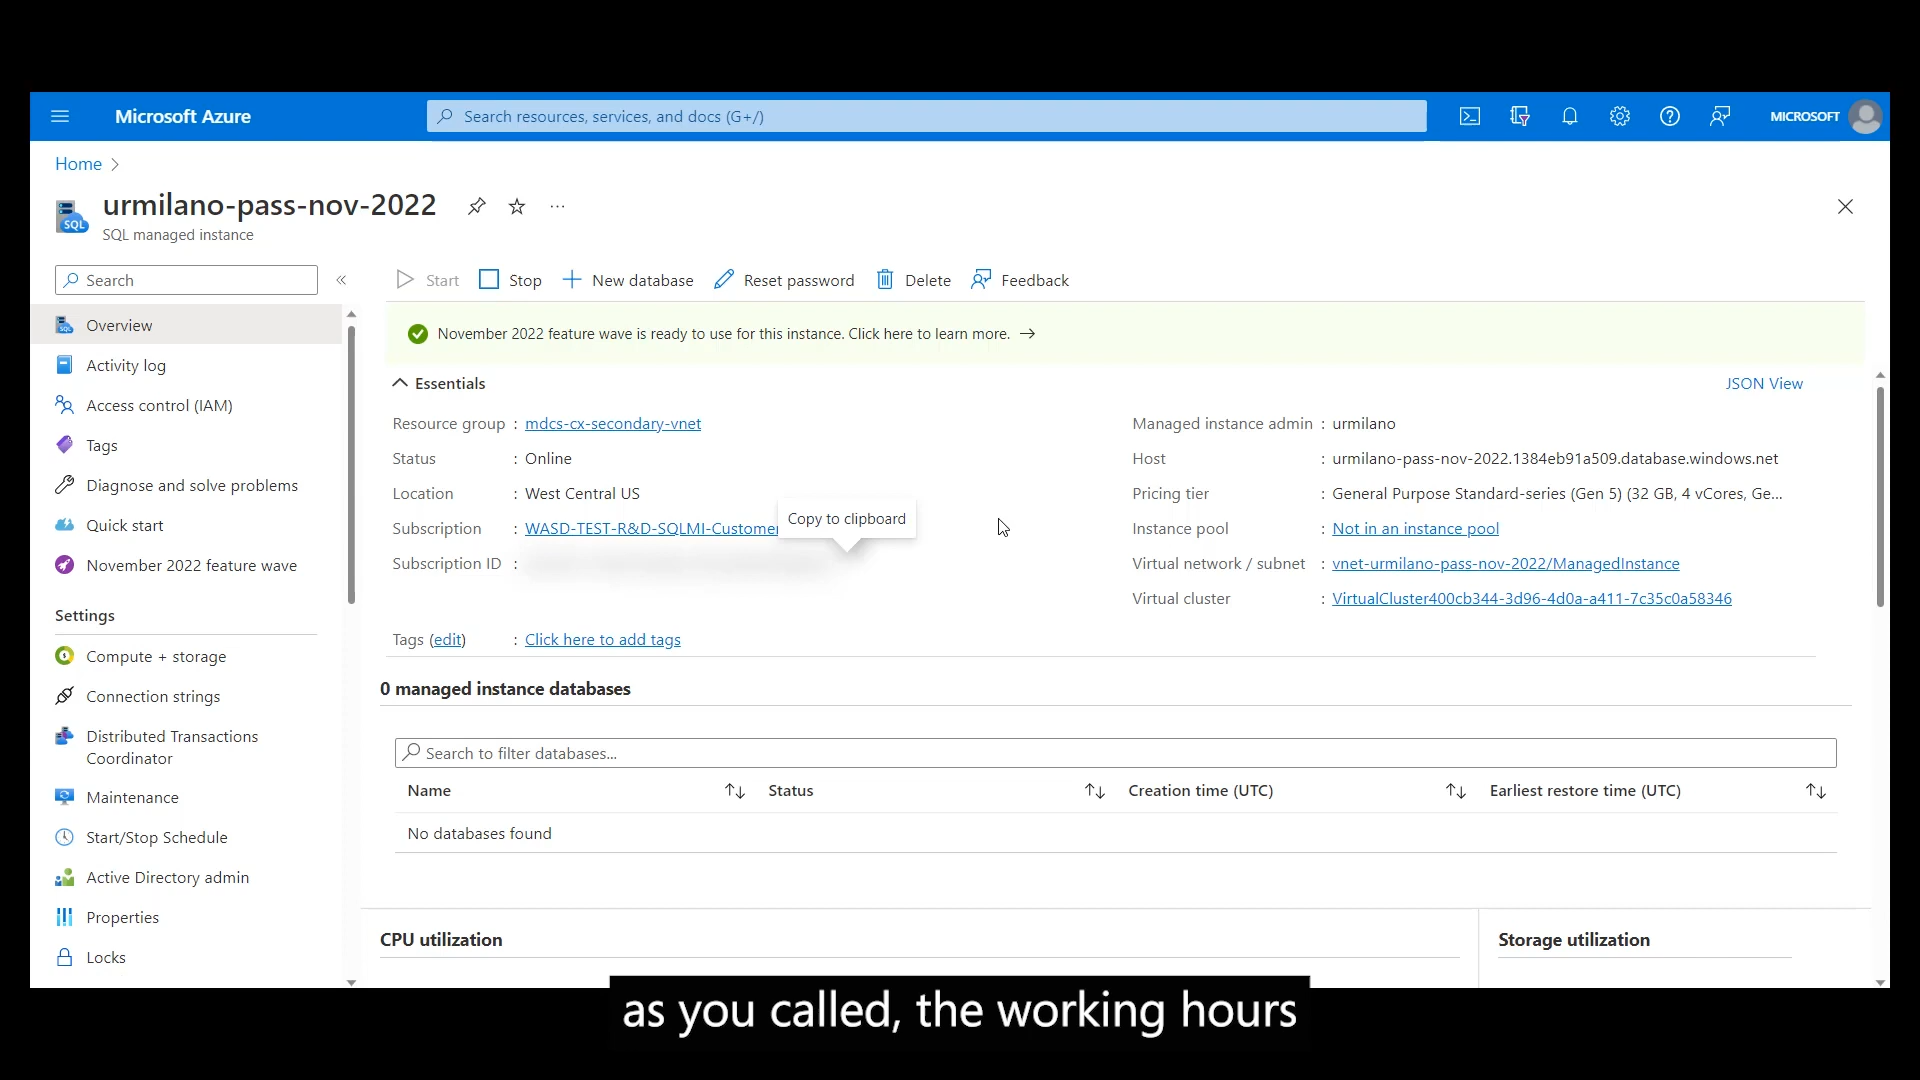 Microsoft Azure
Search resources, services, and docs (G+/)
MICROSOFT
Home
urmilano-pass-nov-2022
SQL
SQL managed instance
Search
Start
Stop
New database
Reset password
Delete
Feedback
Overview
Activity log
Access control (IAM)
Tags
Diagnose and solve problems
Quick start
November 2022 feature wave
Settings
Compute + storage
Connection strings
Distributed Transactions
Coordinator
Maintenance
Start/Stop Schedule
Active Directory admin
Properties
Locks
November 2022 feature wave is ready to use for this instance. Click here to learn more.
Essentials
JSON View
Resource group : mdcs-cx-secondary-vnet
Status : Online
Location : West Central US
Subscription : WASD-TEST-R&D-SQLMI-Customer
Subscription ID :
Copy to clipboard
Tags (edit) : Click here to add tags
Managed instance admin : urmilano
Host : urmilano-pass-nov-2022.1384eb91a509.database.windows.net
Pricing tier : General Purpose Standard-series (Gen 5) (32 GB, 4 vCores, Ge...
Instance pool : Not in an instance pool
Virtual network / subnet : vnet-urmilano-pass-nov-2022/ManagedInstance
Virtual cluster : VirtualCluster400cb344-3d96-4d0a-a411-7c35c0a58346
0 managed instance databases
Search to filter databases...
Name Status Creation time (UTC) Earliest restore time (UTC)
No databases found
CPU utilization
Storage utilization
as you called, the working hours